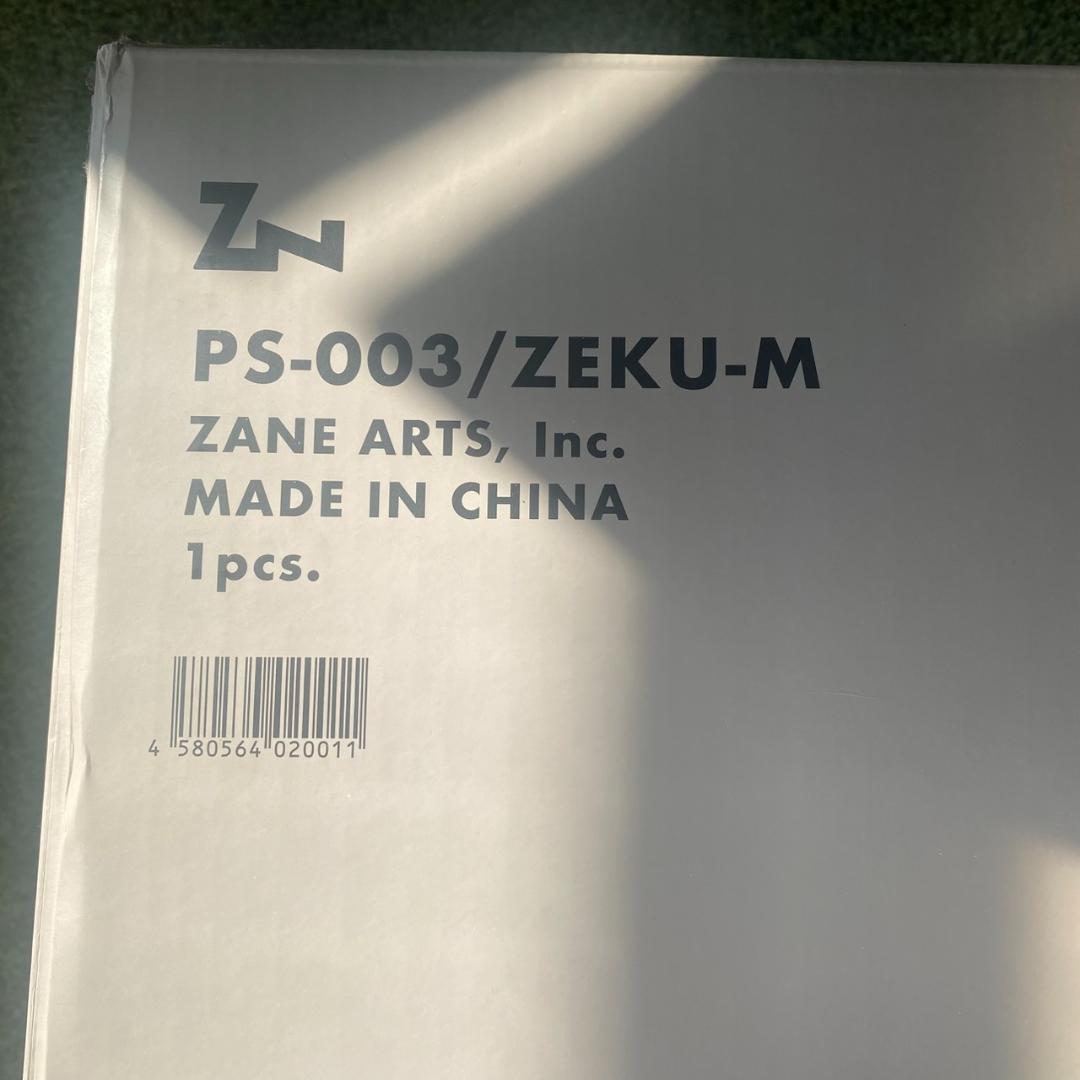 ZN
PS-003/ZEKU-M
ZANE ARTS, Inc.
MADE IN CHINA
1pcs.
4 580564 020011